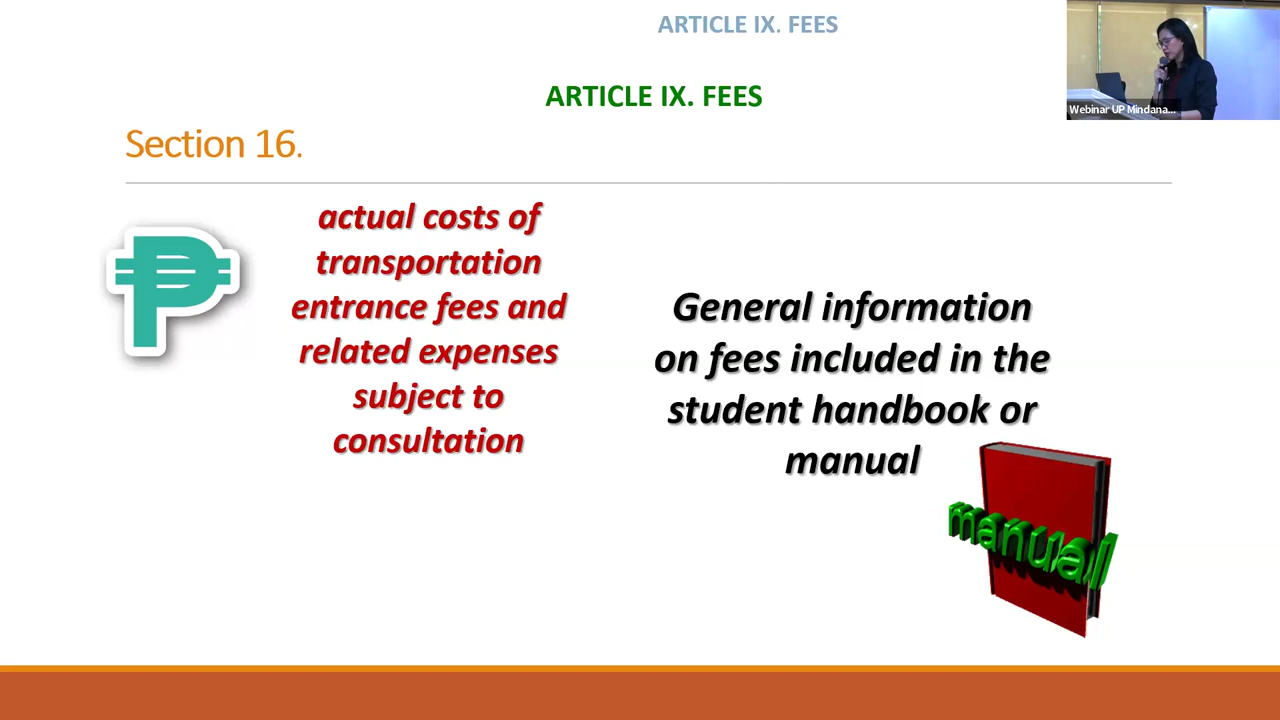 ARTICLE IX. FEES
Webinar UP Mindana...
ARTICLE IX. FEES
Section 16.
actual costs of
transportation
entrance fees and
related expenses
subject to
consultation
General information
on fees included in the
student handbook or
manual
manual